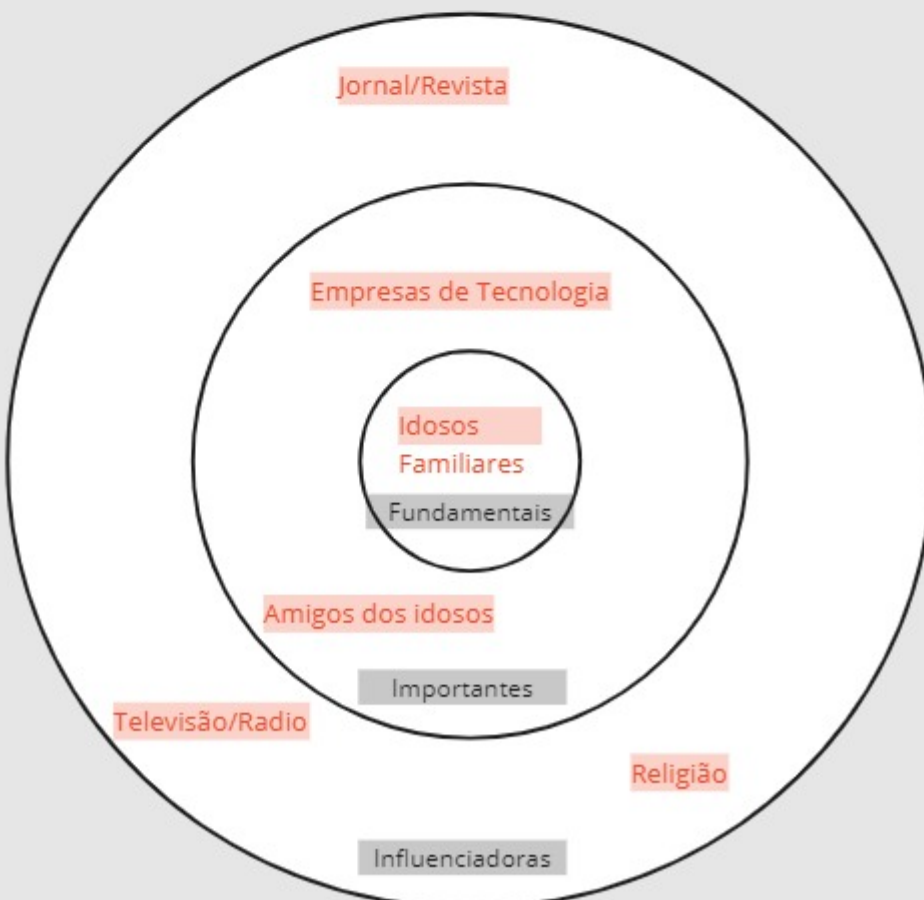 Jornal/Revista
Empresas de Tecnologia
Idosos
Familiares
Fundamentais
Amigos dos idosos
Importantes
Televisão/Radio
Religião
Influenciadoras